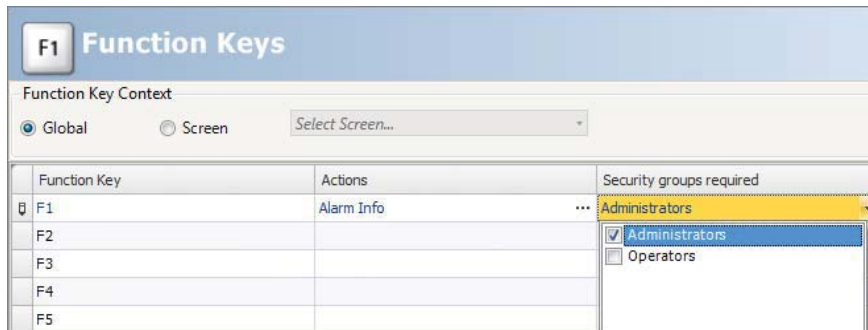 F1 Function Keys
Function Key Context
Global Screen Select Screen...
Function Key Actions Security groups required
F1 Alarm Info ... Administrators
F2 Administrators
F3 Operators
F4
F5